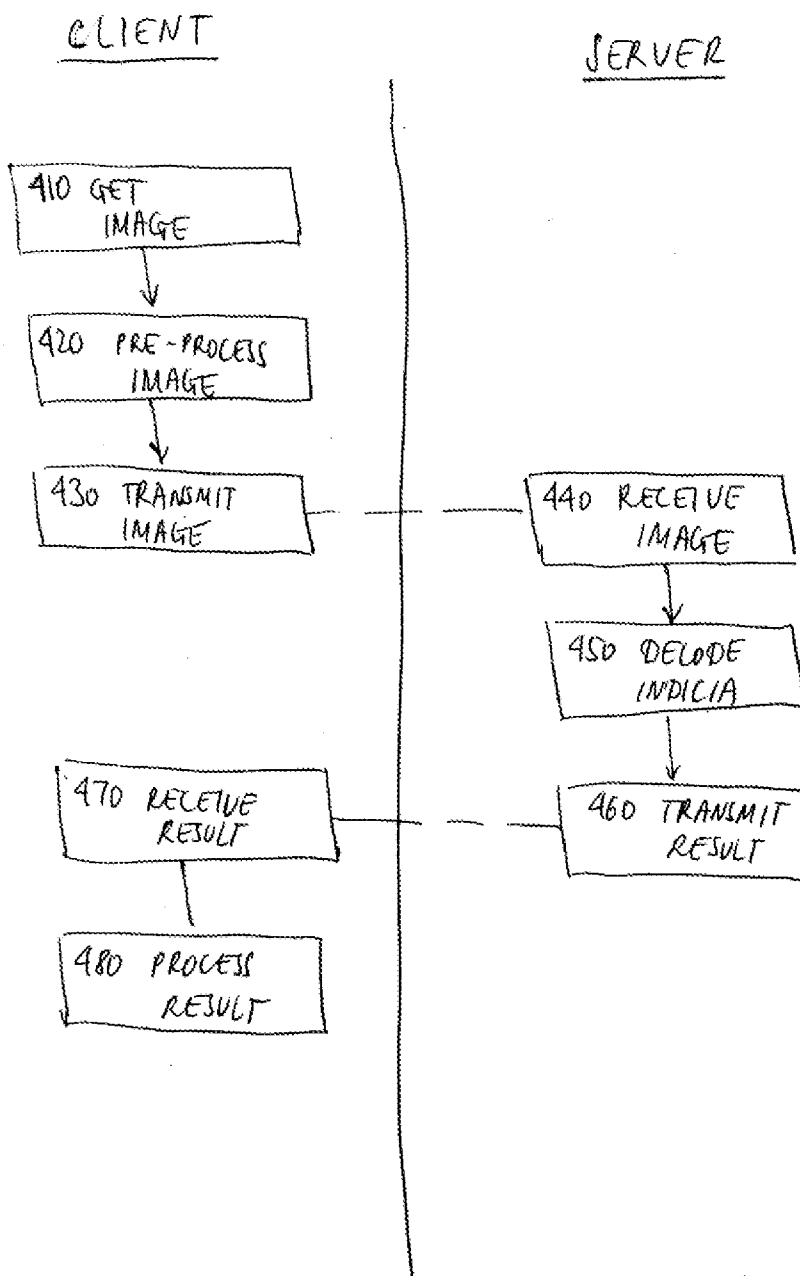 CLIENT
SERVER
410 GET
IMAGE
420 PRE-PROCESS
IMAGE
430 TRANSMIT
IMAGE
440 RECEIVE
IMAGE
450 DECODE
INDICIA
460 TRANSMIT
RESULT
470 RECEIVE
RESULT
480 PROCESS
RESULT